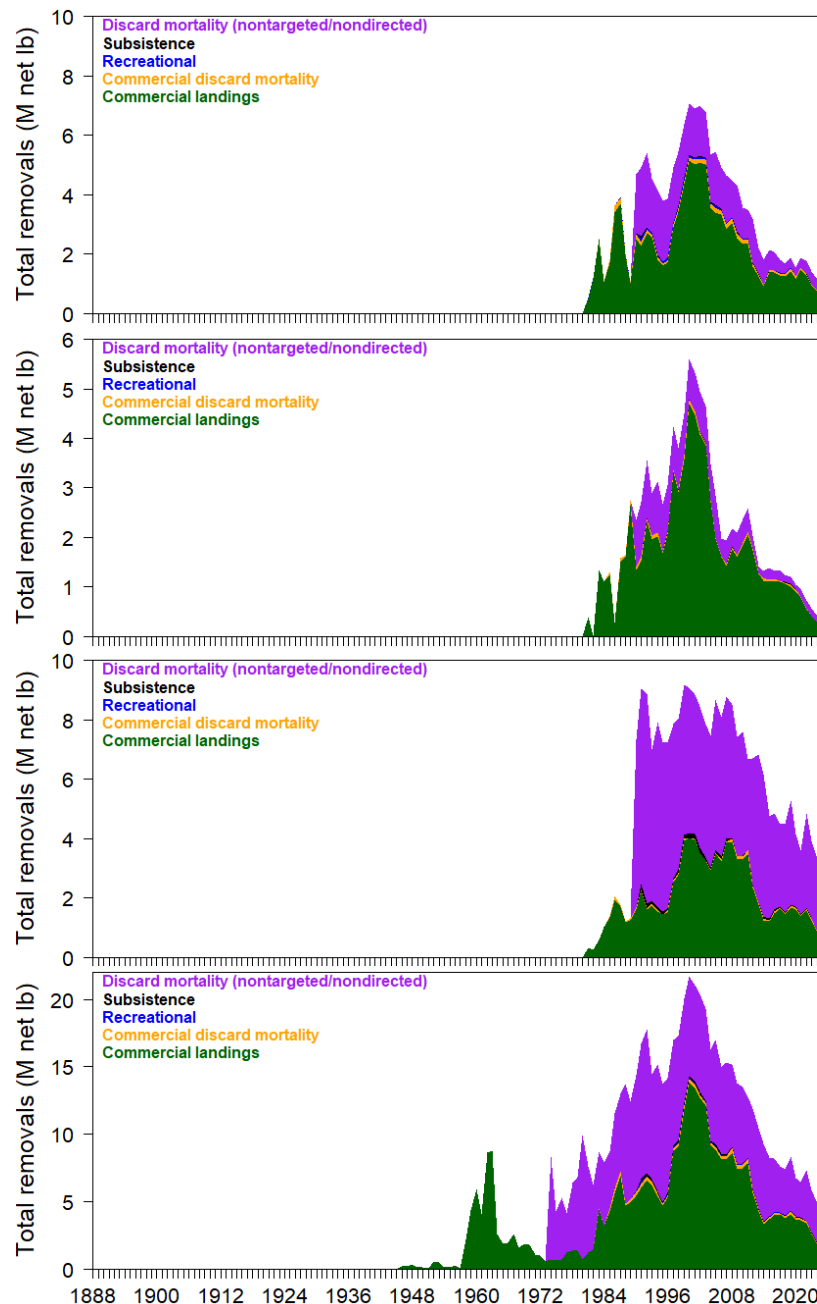 10
8
6
4
2
0
Total removals (M net lb)
Discard mortality (nontargeted/nondirected)
Subsistence
Recreational
Commercial discard mortality
Commercial landings
6
5
4
3
2
1
0
Total removals (M net lb)
Discard mortality (nontargeted/nondirected)
Subsistence
Recreational
Commercial discard mortality
Commercial landings
10
8
6
4
2
0
Total removals (M net lb)
Discard mortality (nontargeted/nondirected)
Subsistence
Recreational
Commercial discard mortality
Commercial landings
20
15
10
5
0
Total removals (M net lb)
Discard mortality (nontargeted/nondirected)
Subsistence
Recreational
Commercial discard mortality
Commercial landings
1888 1900 1912 1924 1936 1948 1960 1972 1984 1996 2008 2020